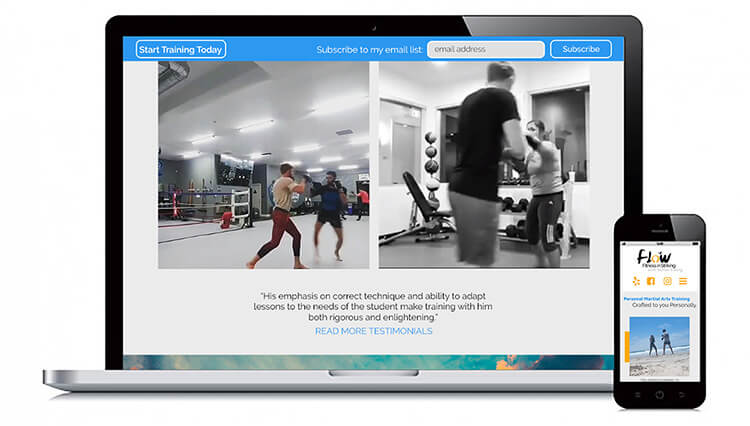 Start Training Today
Subscribe to my email list:
email address
Subscribe
"His emphasis on correct technique and ability to adapt
lessons to the needs of the student make training with him
both rigorous and enlightening."
READ MORE TESTIMONIALS
flow
Fitness in Striking
Personal Martial Arts Training
Crafted to you Personally.